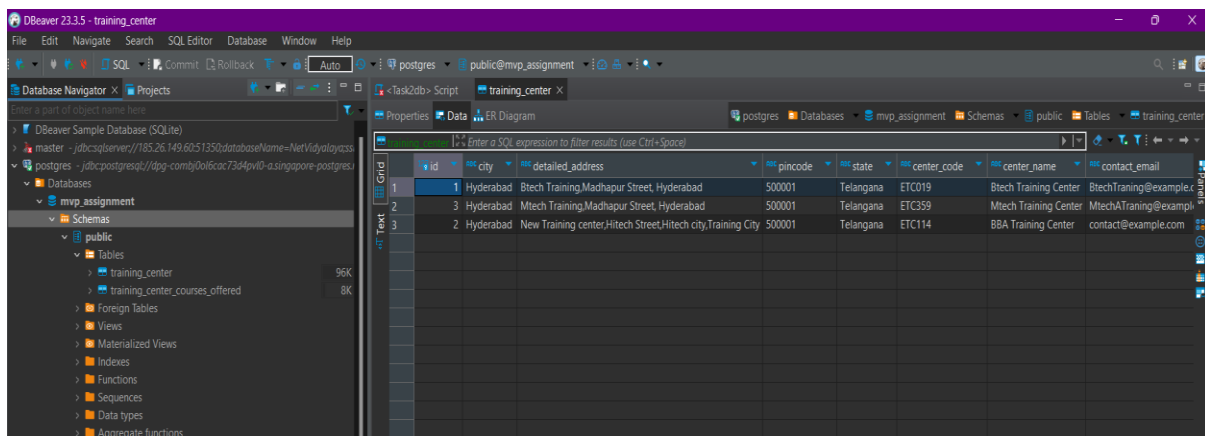 DBeaver 23.3.5 - training_center
File Edit Navigate Search SQL Editor Database Window Help
SQL Commit Rollback Auto postgres public@mvp_assignment
Database Navigator Projects
<Task2db> Script training_center
Enter a part of object name here
Properties Data ER Diagram postgres Databases mvp_assignment Schemas public Tables training_center
DBeaver Sample Database (SQLite)
training_center Enter a SQL expression to filter results (use Ctrl+Space)
master - jdbc:sqlserver://185.26.149.60:51350;databaseName=NetVidyalaya;
postgres
Databases
mvp_assignment
Schemas
public
Tables
training_center 96K
training_center_courses_offered 8K
Foreign Tables
Views
Materialized Views
Indexes
Functions
Sequences
Data types
Aggregate functions
Grid
Text
id city detailed_address pincode state center_code center_name contact_email
1 1 Hyderabad Btech Training,Madhapur Street, Hyderabad 500001 Telangana ETC019 Btech Training Center BtechTraning@example.c
2 3 Hyderabad Mtech Training,Madhapur Street, Hyderabad 500001 Telangana ETC359 Mtech Training Center MtechATraning@exampl
3 2 Hyderabad New Training center,Hitech Street,Hitech city,Training City 500001 Telangana ETC114 BBA Training Center contact@example.com
Panels